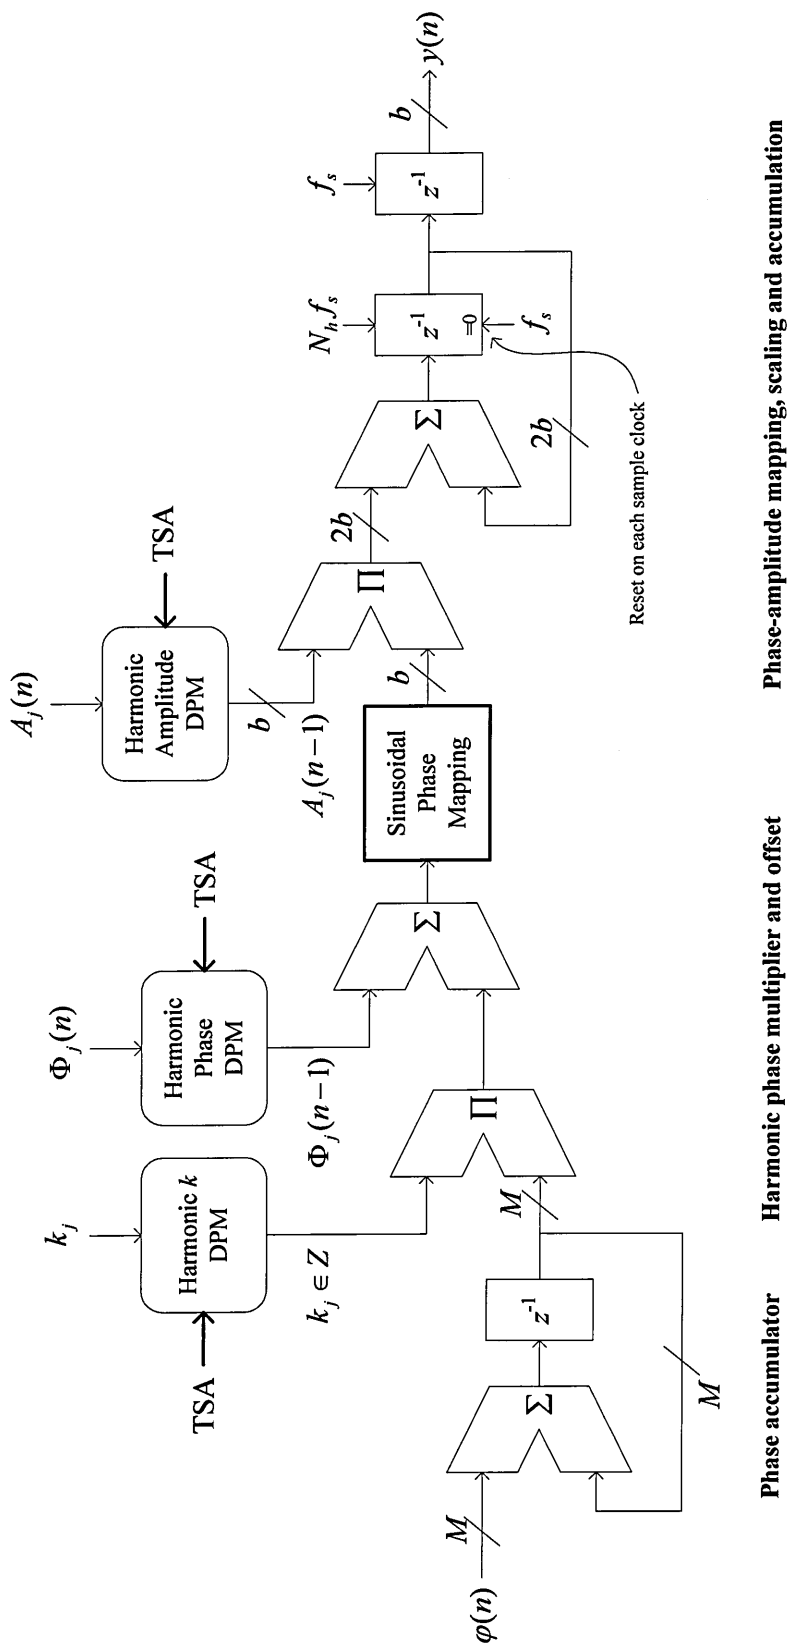 φ(n)
M
Σ
z⁻¹
M
M
TSA
k_j
Harmonic k
DPM
k_j ∈ Z
Π
Φ_j(n)
Harmonic
Phase
DPM
TSA
Φ_j(n−1)
Σ
Sinusoidal
Phase
Mapping
b
A_j(n)
Harmonic
Amplitude
DPM
TSA
b
A_j(n−1)
Π
2b
Σ
2b
N_h f_s
z⁻¹
=0
f_s
Reset on each sample clock
f_s
z⁻¹
b
y(n)
Phase accumulator
Harmonic phase multiplier and offset
Phase-amplitude mapping, scaling and accumulation